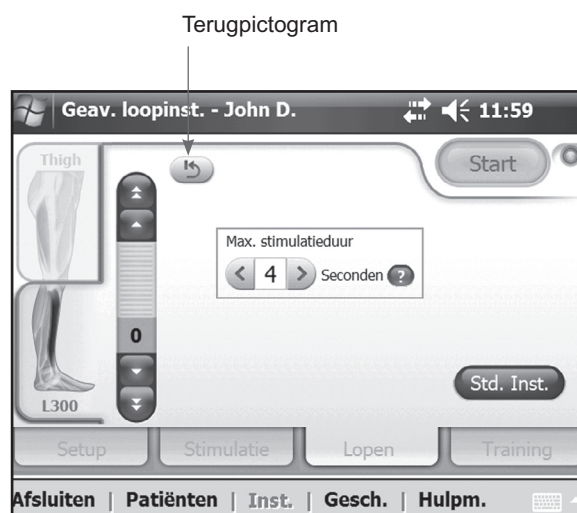 Terugpictogram
Geav. loopinst. - John D. 11:59
Thigh
Start
Max. stimulatieduur
4 Seconden ?
0
Std. Inst.
L300
Setup Stimulatie Lopen Training
Afsluiten | Patiënten | Inst. | Gesch. | Hulpm.